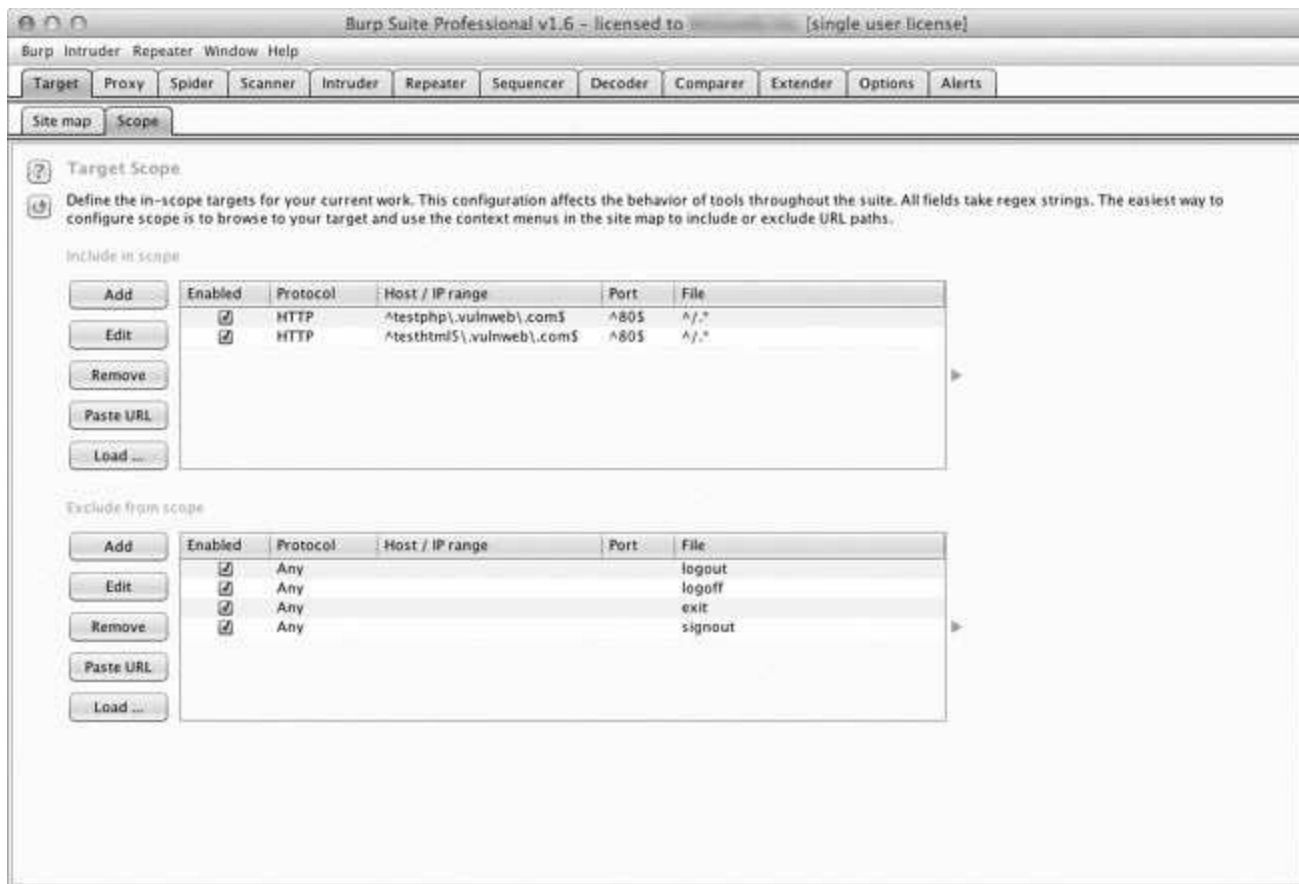 Burp Suite Professional v1.6 - licensed to [single user license]
Burp Intruder Repeater Window Help
Target Proxy Spider Scanner Intruder Repeater Sequencer Decoder Comparer Extender Options Alerts
Site map Scope
? Target Scope
Define the in-scope targets for your current work. This configuration affects the behavior of tools throughout the suite. All fields take regex strings. The easiest way to
configure scope is to browse to your target and use the context menus in the site map to include or exclude URL paths.
Include in scope
Add Enabled Protocol Host / IP range Port File
HTTP ^testphp\.vulnweb\.com$ ^80$ ^/.*
Edit HTTP ^testhtml5\.vulnweb\.com$ ^80$ ^/.*
Remove
Paste URL
Load ...
Exclude from scope
Add Enabled Protocol Host / IP range Port File
Any logout
Edit Any logoff
Any exit
Remove Any signout
Paste URL
Load ...